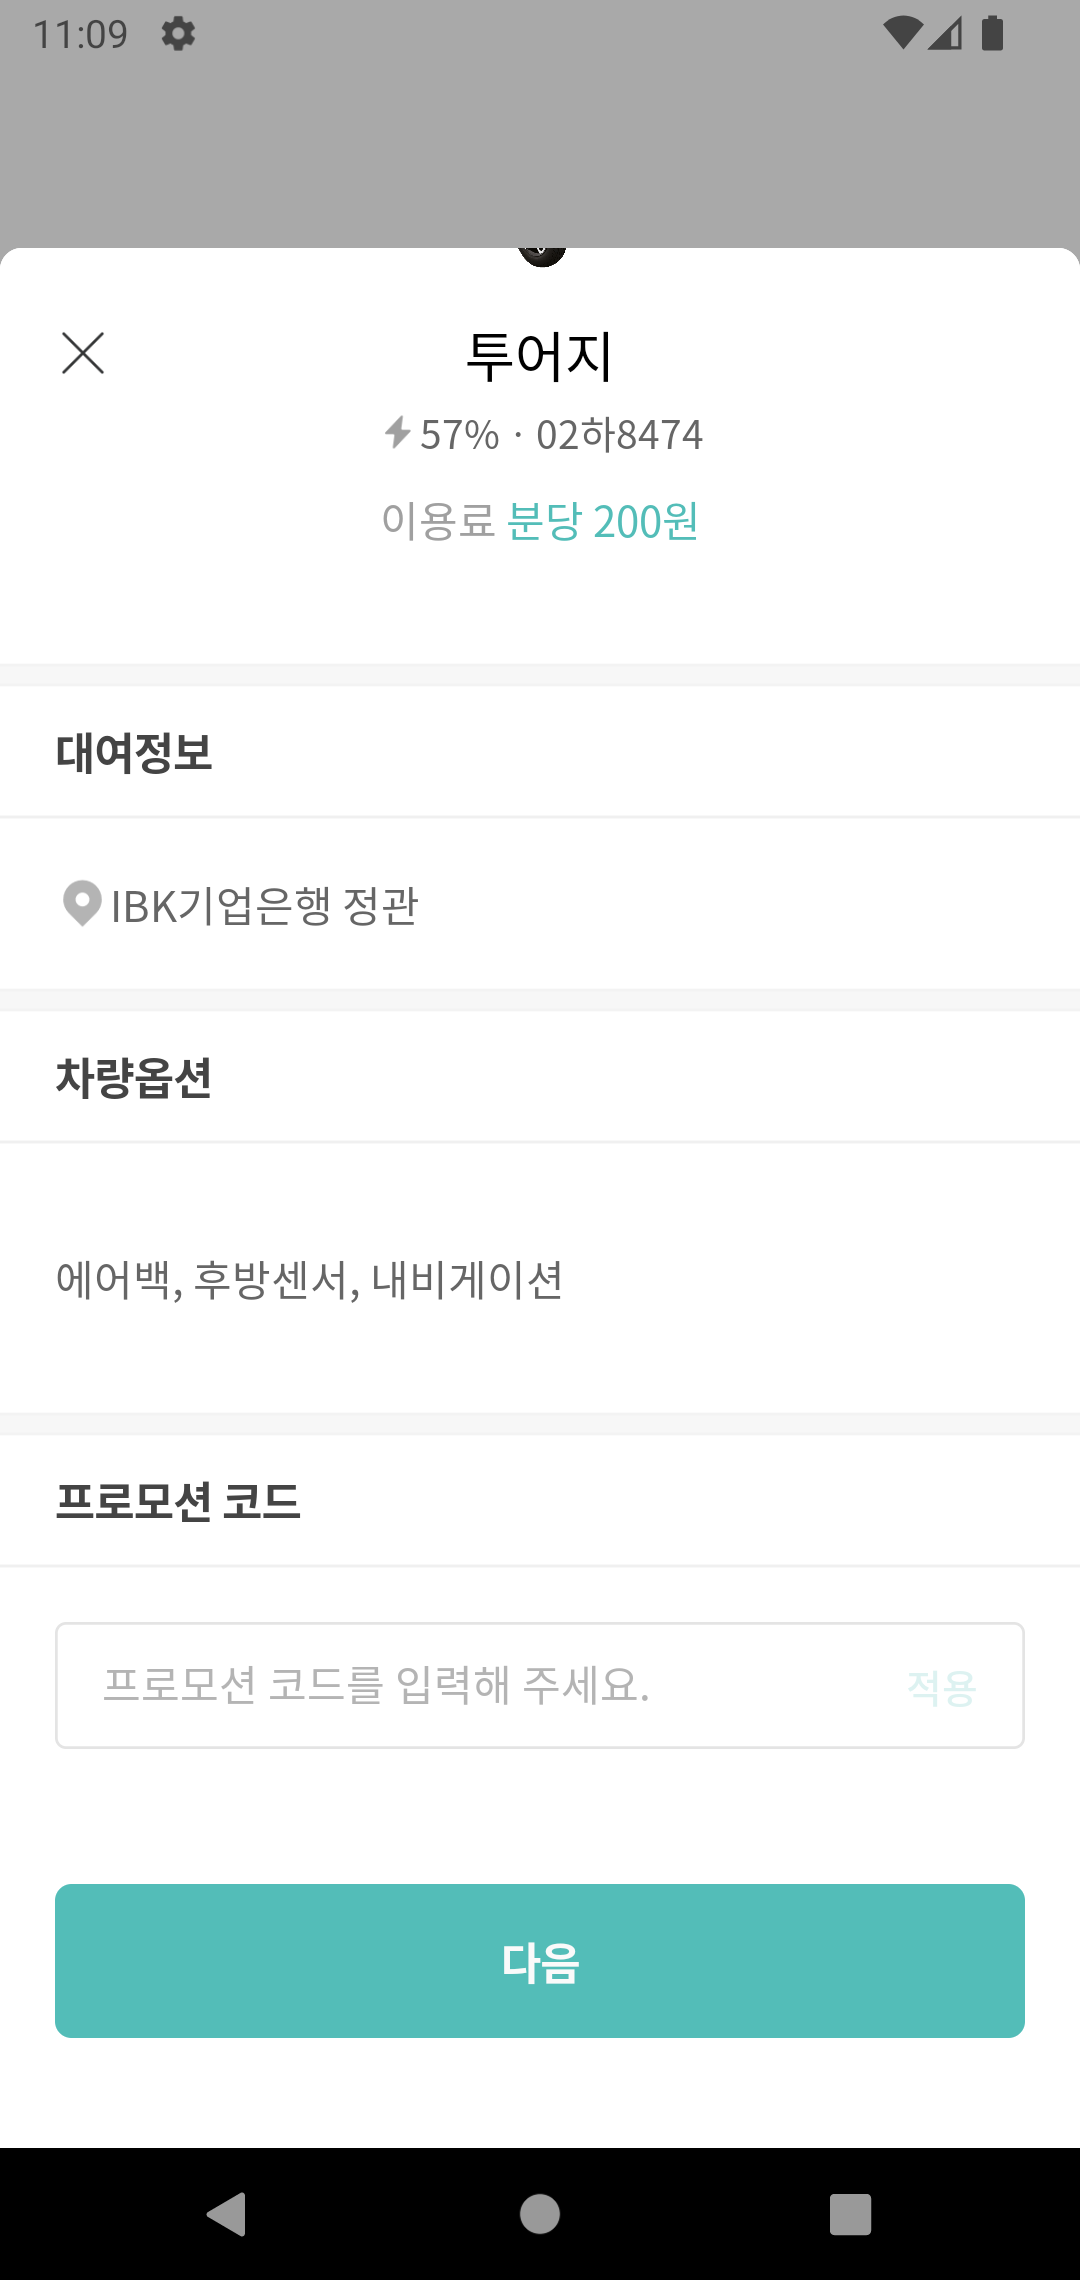 11:09
투어지
57% · 02하8474
이용료 분당 200원
대여정보
IBK기업은행 정관
차량옵션
에어백, 후방센서, 내비게이션
프로모션 코드
프로모션 코드를 입력해 주세요.
적용
다음